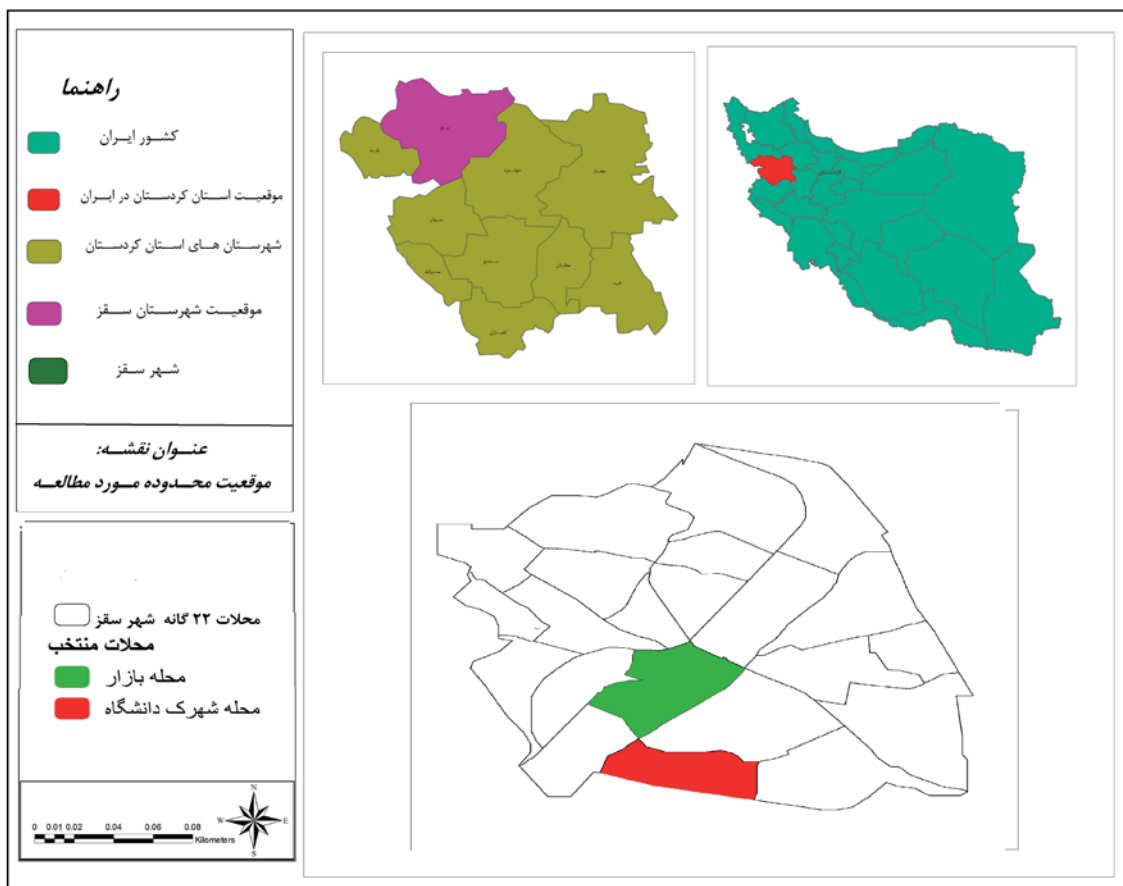 راهنما
کشور ایران
موقعیت استان کردستان در ایران
شهرستان های استان کردستان
موقعیت شهرستان سقز
شهر سقز
عنوان نقشه:
موقعیت محدوده مورد مطالعه
محلات ۲۲ گانه شهر سقز
محلات منتخب
محله بازار
محله شهرک دانشگاه
N
W E
S
0 0.01 0.02 0.04 0.06 0.08
Kilometers